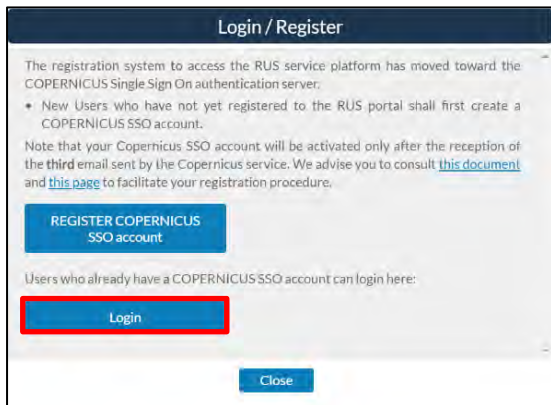 Login / Register
The registration system to access the RUS service platform has moved toward the
COPERNICUS Single Sign On authentication server.
• New Users who have not yet registered to the RUS portal shall first create a
COPERNICUS SSO account.
Note that your Copernicus SSO account will be activated only after the reception of
the third email sent by the Copernicus service. We advise you to consult this document
and this page to facilitate your registration procedure.
REGISTER COPERNICUS
SSO account
Users who already have a COPERNICUS SSO account can login here:
Login
Close